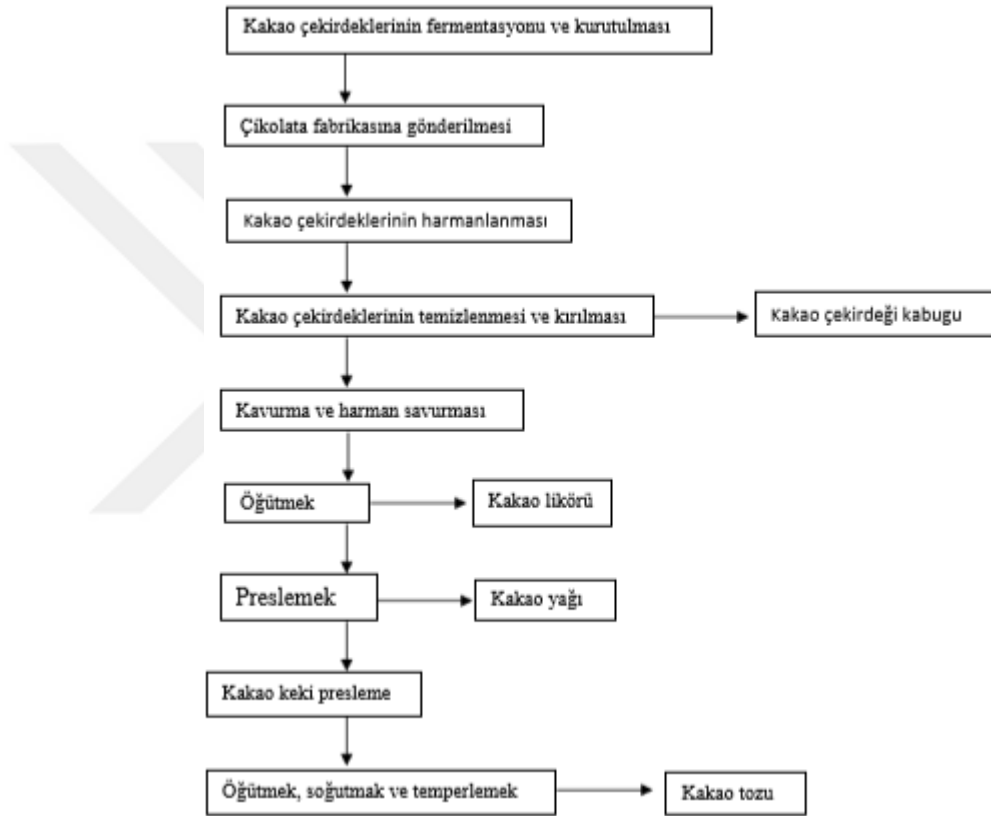 Kakao çekirdeklerinin fermentasyonu ve kurutulması
Çikolata fabrikasına gönderilmesi
Kakao çekirdeklerinin harmanlanması
Kakao çekirdeklerinin temizlenmesi ve kırılması
Kakao çekirdeği kabugu
Kavurma ve harman savurması
Öğütmek
Kakao likörü
Preslemek
Kakao yağı
Kakao keki presleme
Öğütmek, soğutmak ve temperlemek
Kakao tozu